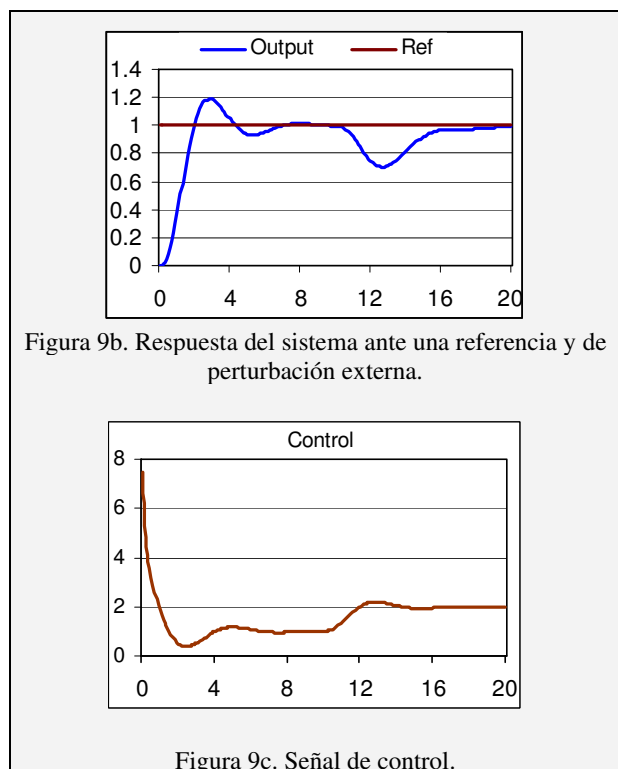 Output Ref
1.4
1.2
1
0.8
0.6
0.4
0.2
0
0 4 8 12 16 20
Figura 9b. Respuesta del sistema ante una referencia y de
perturbación externa.
Control
8
6
4
2
0
0 4 8 12 16 20
Figura 9c. Señal de control.